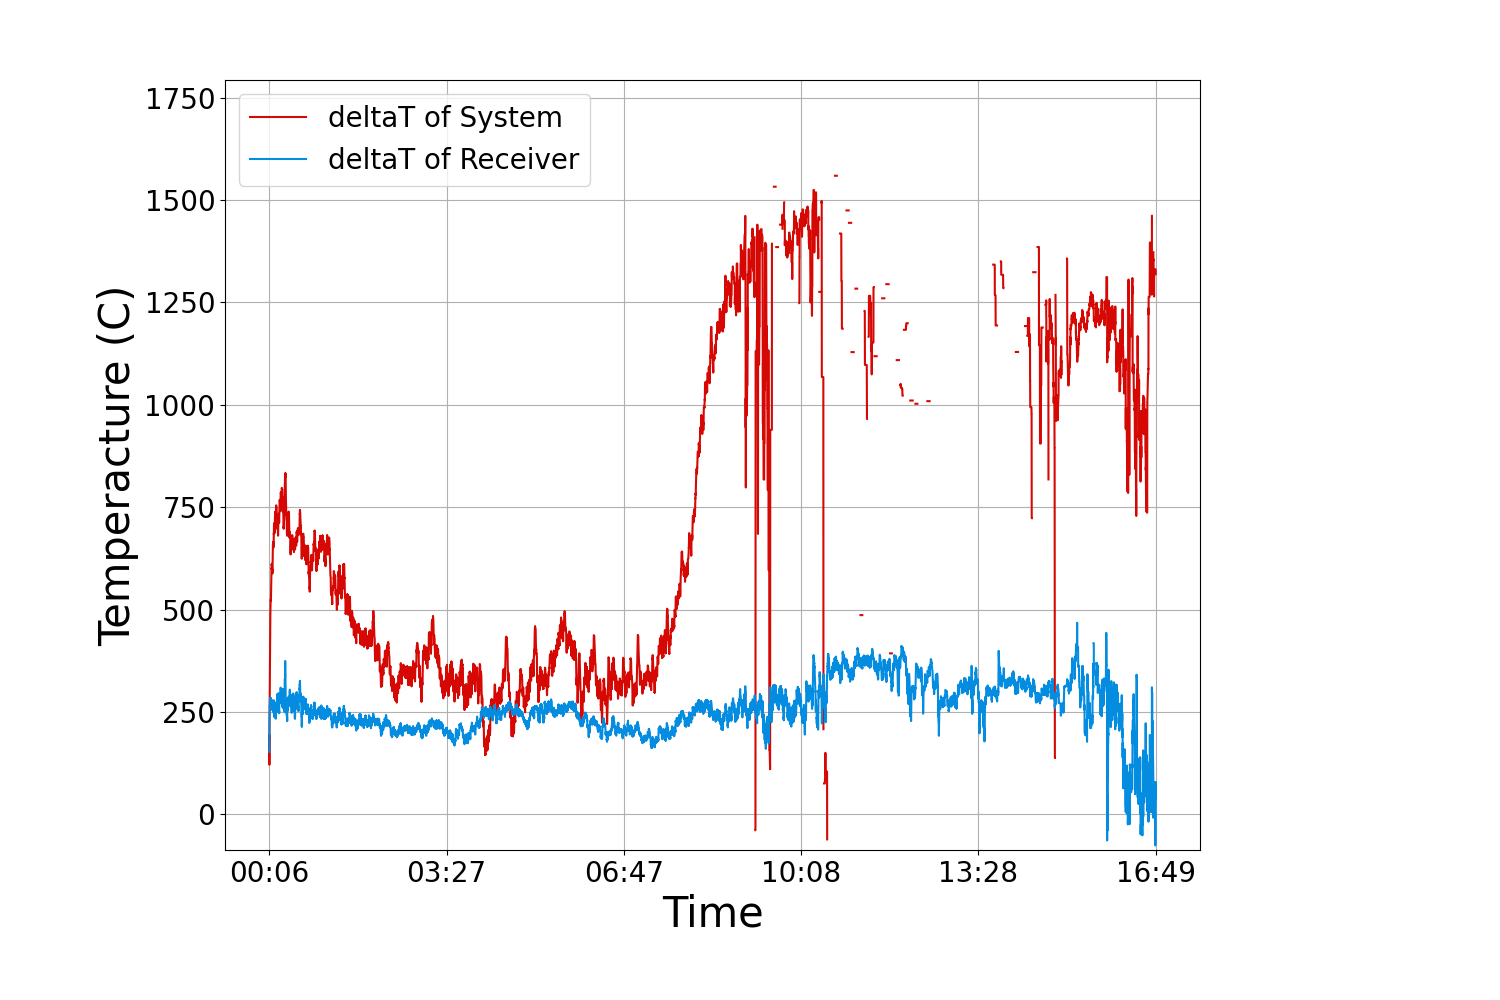 deltaT of System
deltaT of Receiver
1750
1500
1250
1000
750
500
250
0
Temperacture (C)
00:06 03:27 06:47 10:08 13:28 16:49
Time